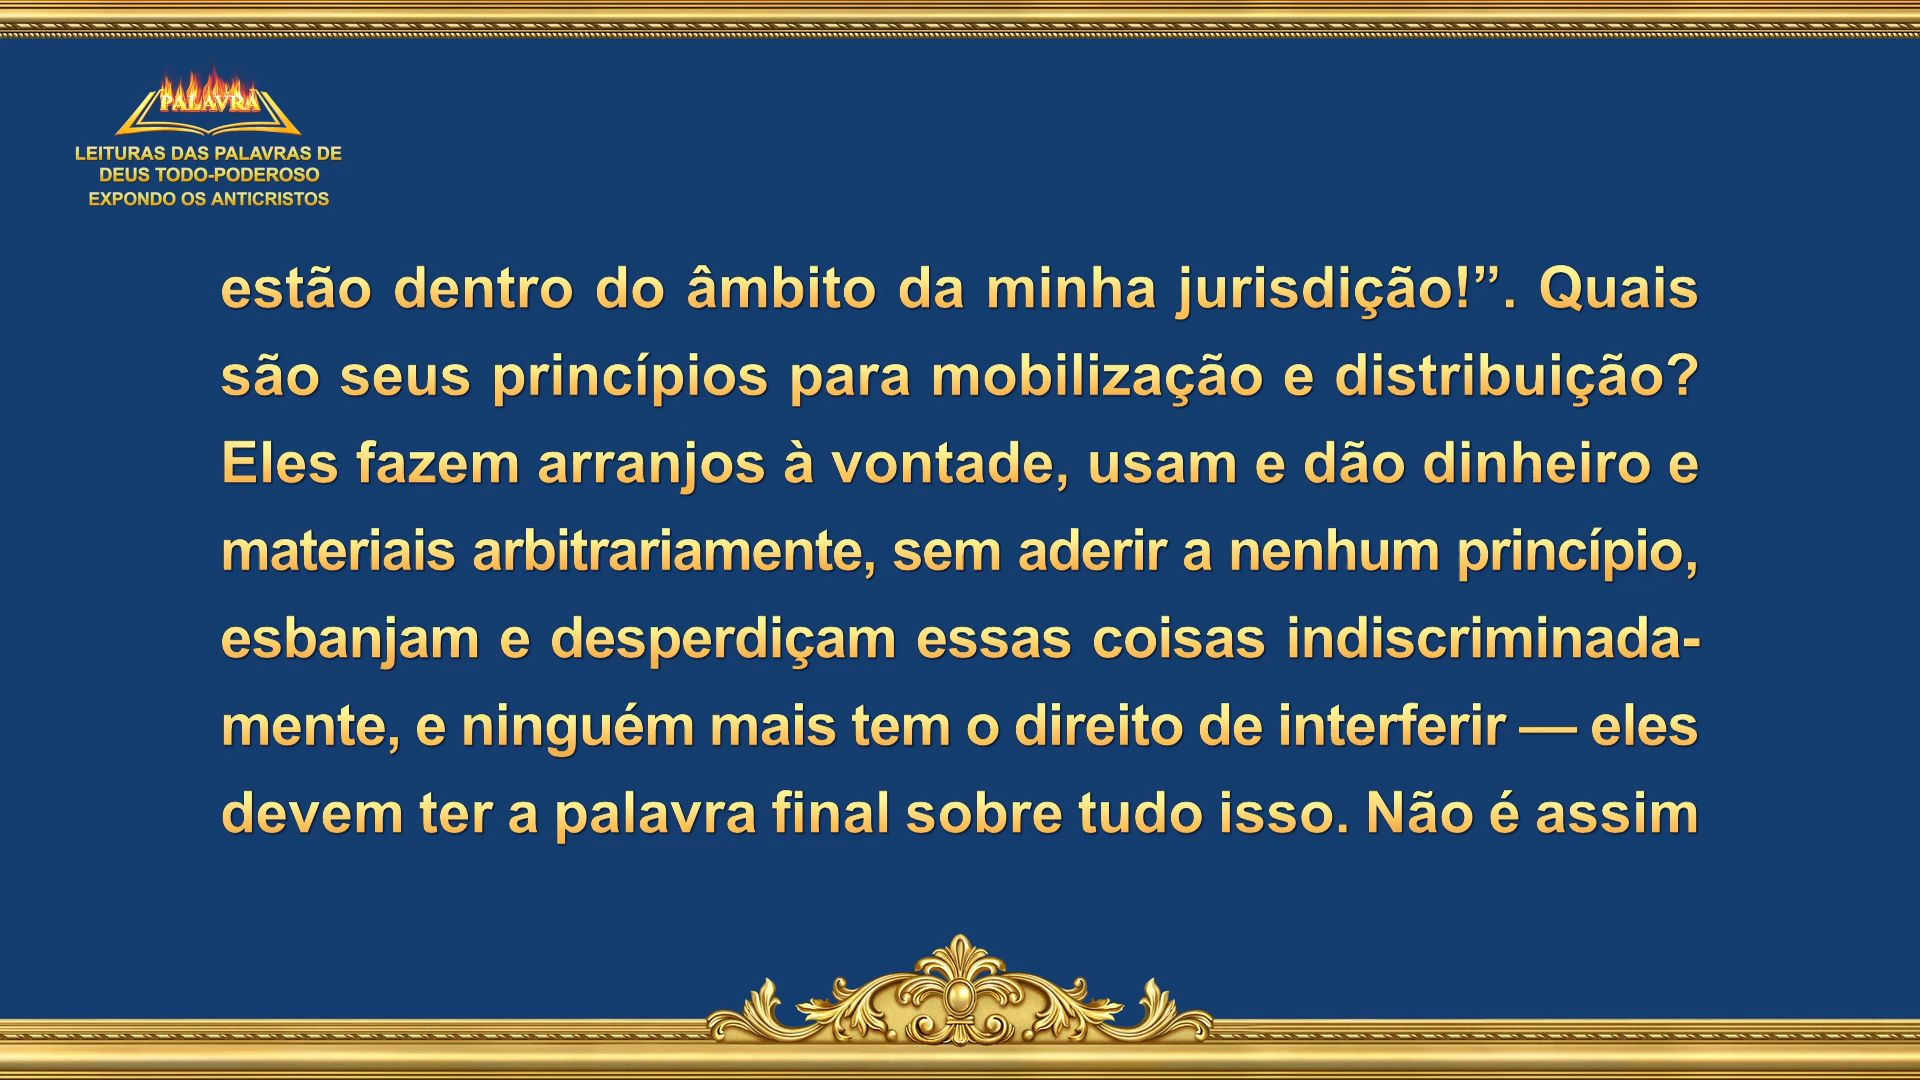 PALAVRA
LEITURAS DAS PALAVRAS DE
DEUS TODO-PODEROSO
EXPONDO OS ANTICRISTOS
estão dentro do âmbito da minha jurisdição!”. Quais
são seus princípios para mobilização e distribuição?
Eles fazem arranjos à vontade, usam e dão dinheiro e
materiais arbitrariamente, sem aderir a nenhum princípio,
esbanjam e desperdiçam essas coisas indiscriminada-
mente, e ninguém mais tem o direito de interferir — eles
devem ter a palavra final sobre tudo isso. Não é assim